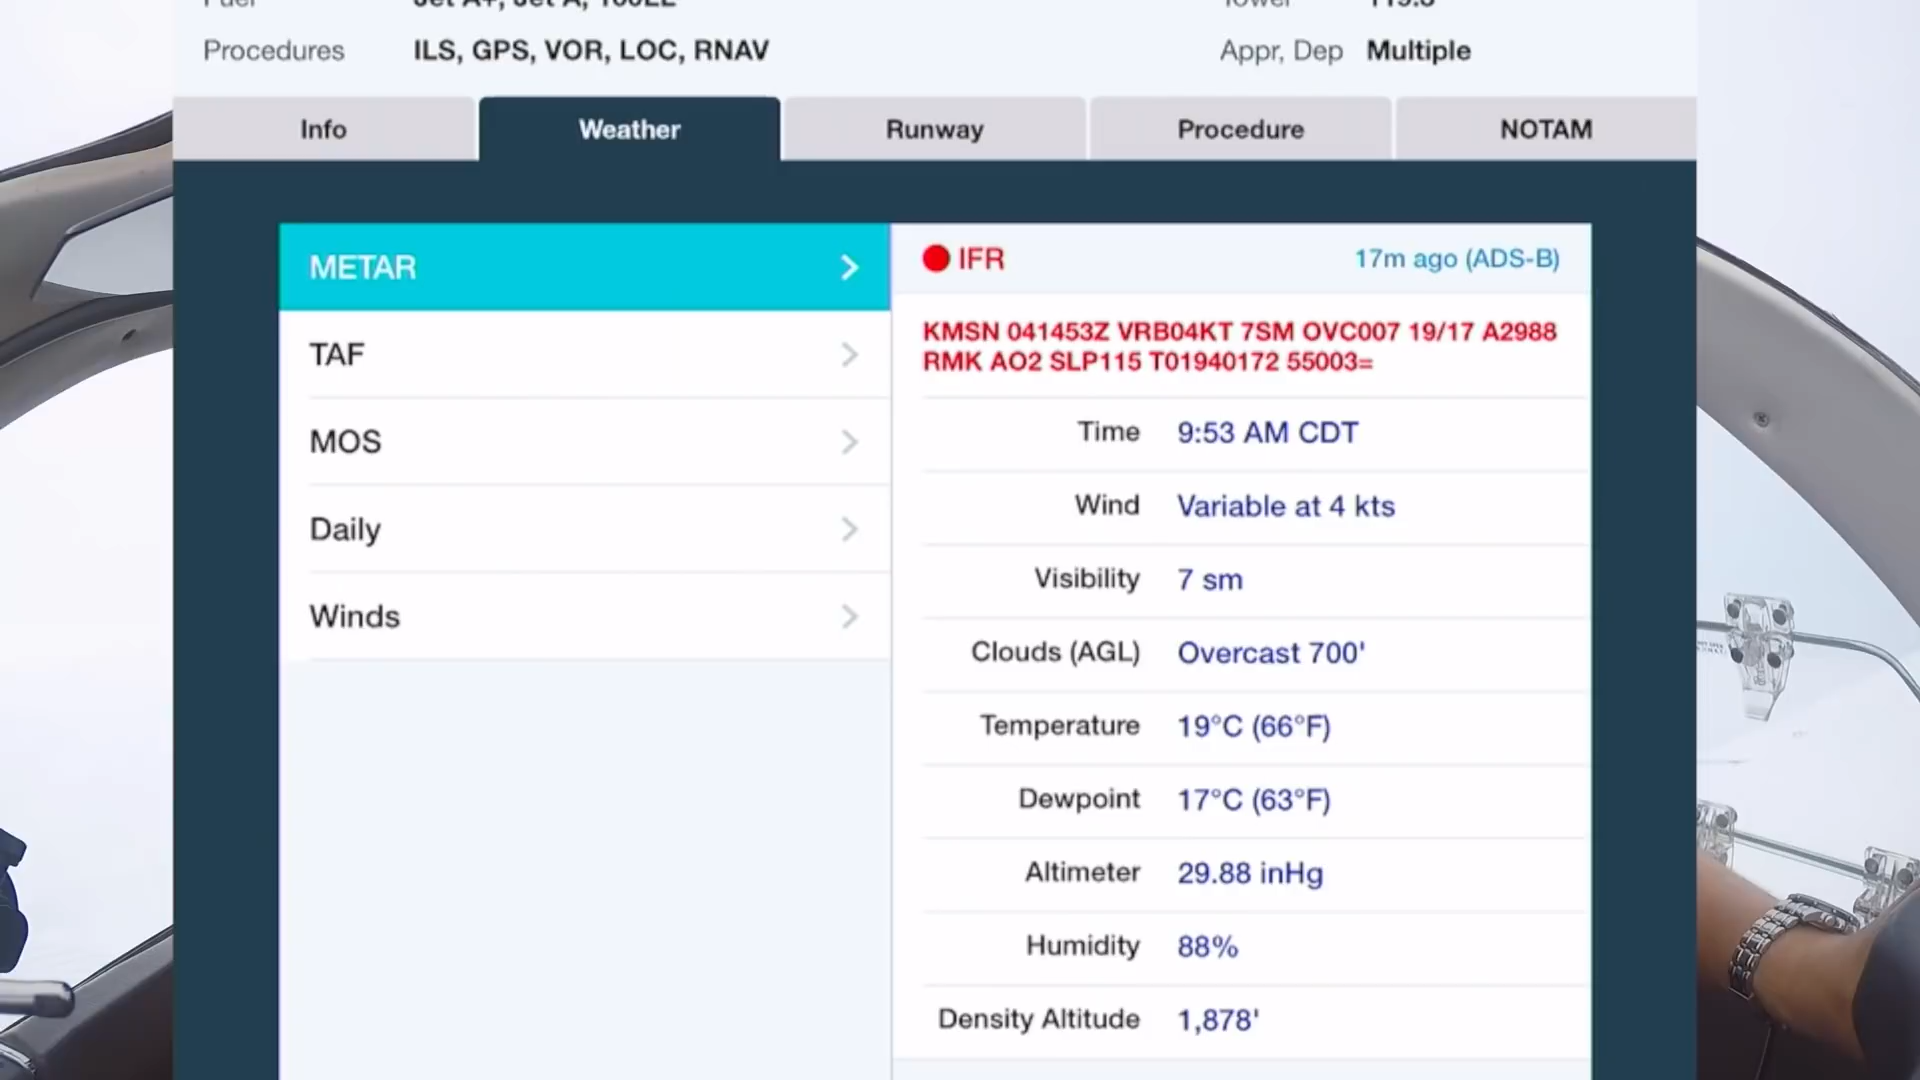 Procedures ILS, GPS, VOR, LOC, RNAV Appr, Dep Multiple
Info Weather Runway Procedure NOTAM
METAR
TAF
MOS
Daily
Winds
IFR 17m ago (ADS-B)
KMSN 041453Z VRB04KT 7SM OVC007 19/17 A2988
RMK AO2 SLP115 T01940172 55003=
Time 9:53 AM CDT
Wind Variable at 4 kts
Visibility 7 sm
Clouds (AGL) Overcast 700'
Temperature 19°C (66°F)
Dewpoint 17°C (63°F)
Altimeter 29.88 inHg
Humidity 88%
Density Altitude 1,878'